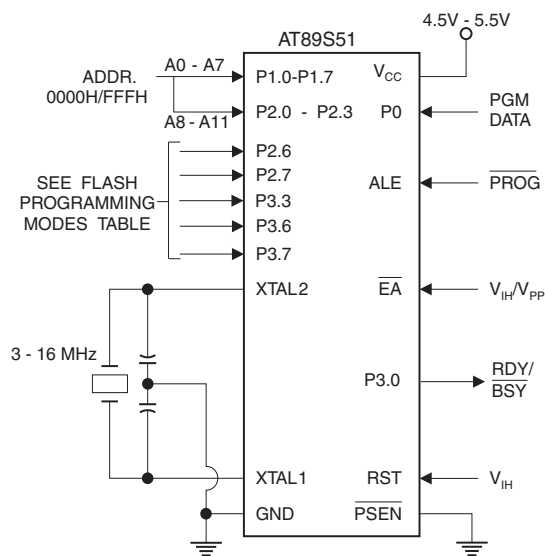 4.5V - 5.5V
AT89S51
A0 - A7
ADDR.
0000H/FFFH
P1.0-P1.7
VCC
A8 - A11
P2.0 - P2.3
P0
PGM
DATA
P2.6
P2.7
ALE
PROG
SEE FLASH
PROGRAMMING
MODES TABLE
P3.3
P3.6
P3.7
XTAL2
EA
VIH/VPP
3 - 16 MHz
P3.0
RDY/
BSY
XTAL1
RST
VIH
GND
PSEN